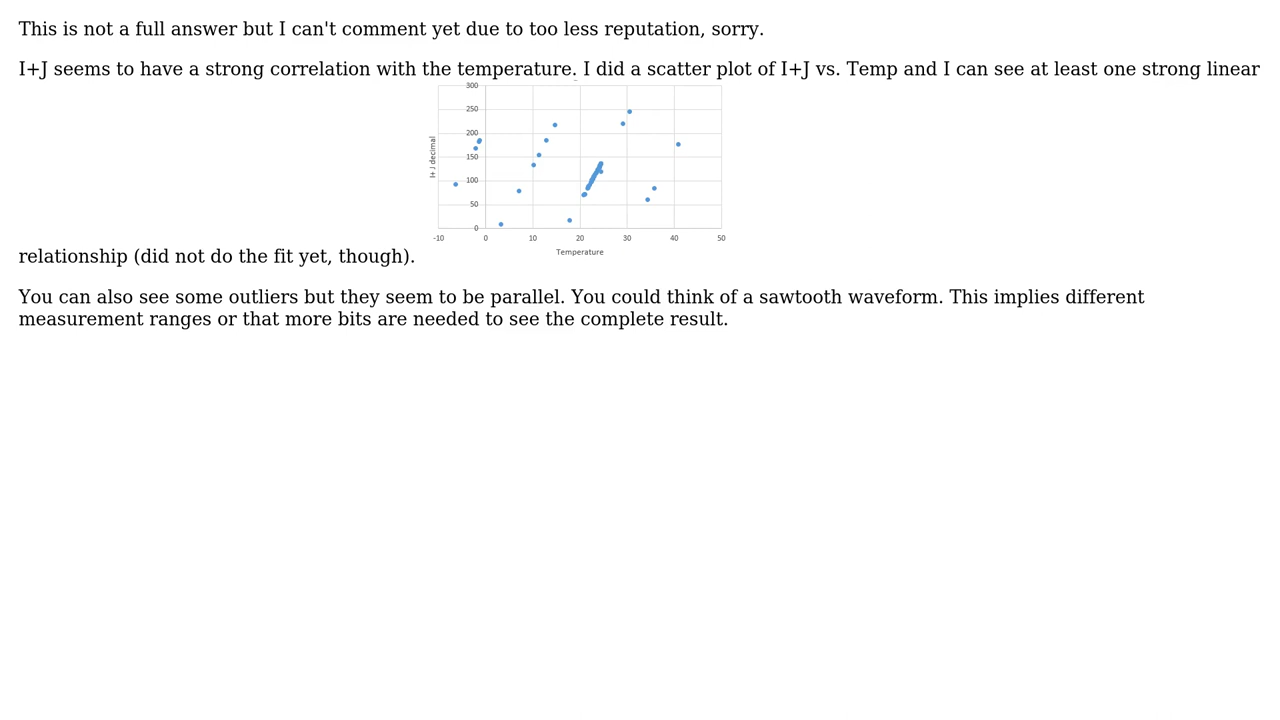 This is not a full answer but I can't comment yet due to too less reputation, sorry.
I+J seems to have a strong correlation with the temperature. I did a scatter plot of I+J vs. Temp and I can see at least one strong linear
300
250
200
150
100
50
0
I+ J decimal
-10 0 10 20 30 40 50
Temperature
relationship (did not do the fit yet, though).
You can also see some outliers but they seem to be parallel. You could think of a sawtooth waveform. This implies different
measurement ranges or that more bits are needed to see the complete result.